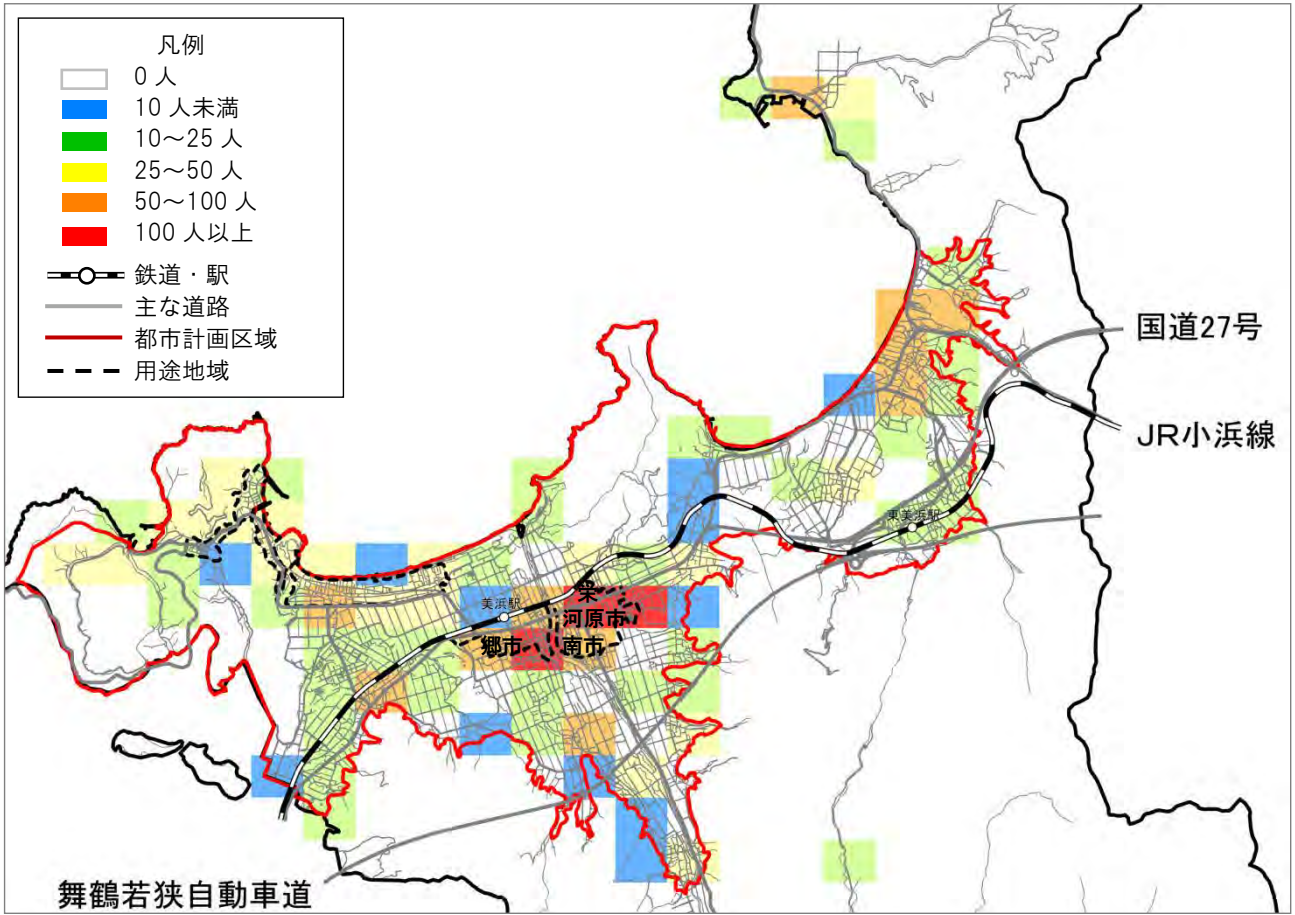 凡例
0 人
10 人未満
10～25 人
25～50 人
50～100 人
100 人以上
鉄道・駅
主な道路
都市計画区域
用途地域
国道27号
JR小浜線
東美浜駅
美浜駅
栄
河原市
郷市
南市
舞鶴若狭自動車道